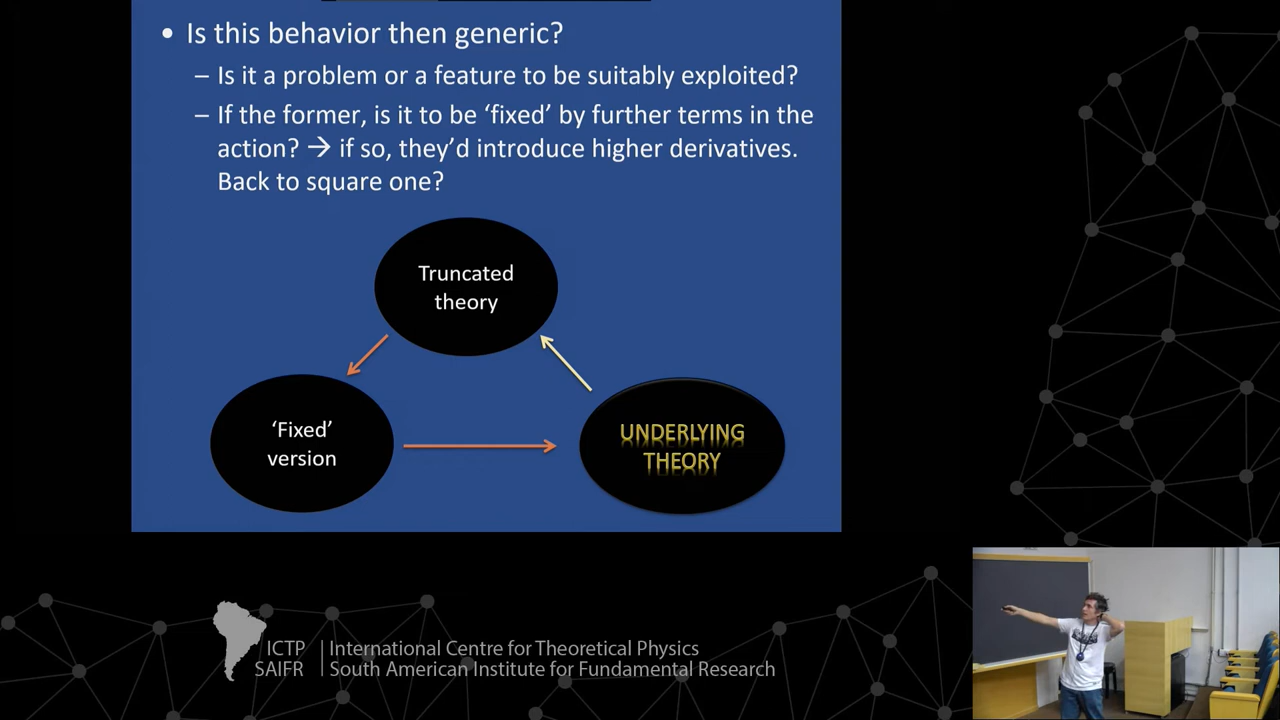 • Is this behavior then generic?
– Is it a problem or a feature to be suitably exploited?
– If the former, is it to be ‘fixed’ by further terms in the
action? → if so, they’d introduce higher derivatives.
Back to square one?
Truncated
theory
‘Fixed’
version
UNDERLYING
THEORY
ICTP
SAIFR
International Centre for Theoretical Physics
South American Institute for Fundamental Research